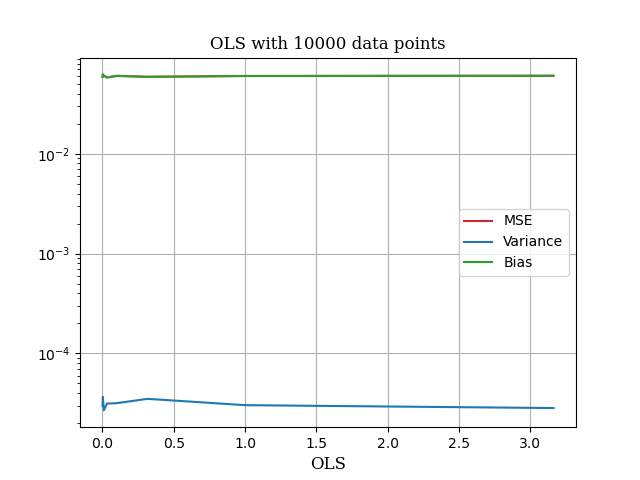 OLS with 10000 data points
10⁻²
10⁻³
10⁻⁴
MSE
Variance
Bias
0.0 0.5 1.0 1.5 2.0 2.5 3.0
OLS